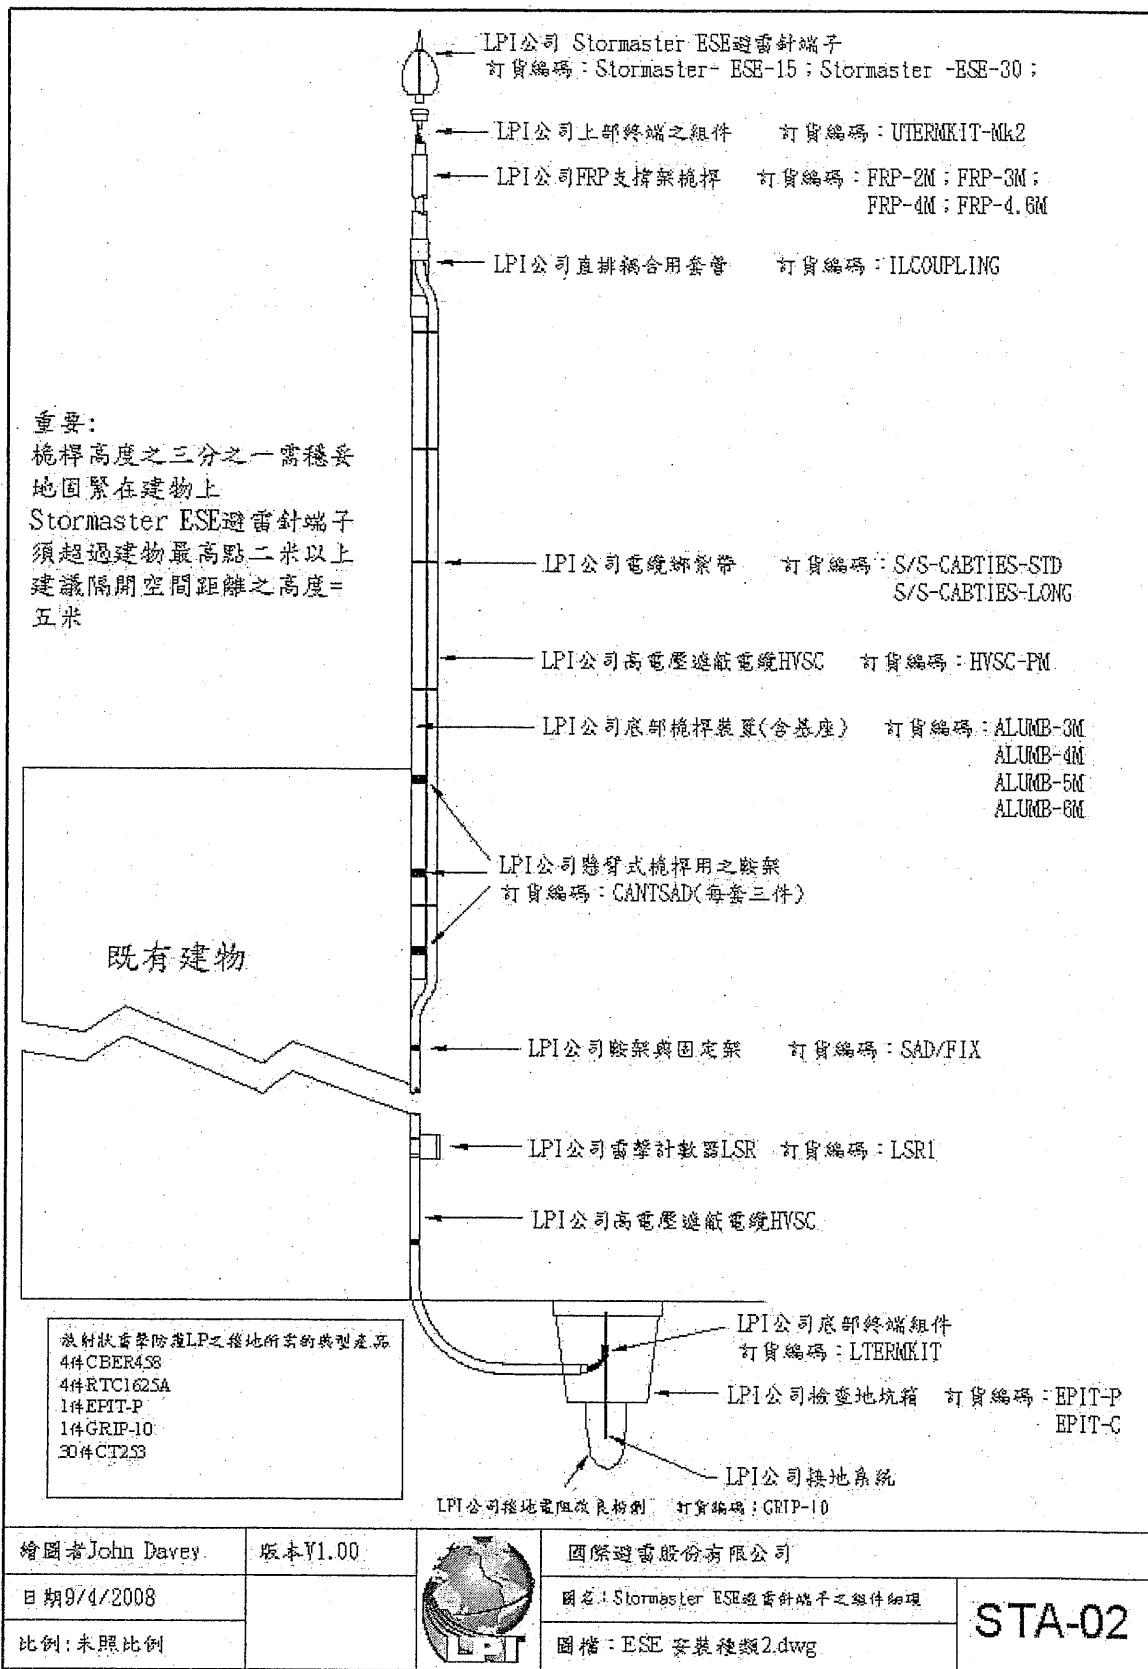 LPI公司 Stormaster ESE避雷針端子
訂貨編碼：Stormaster- ESE-15；Stormaster -ESE-30；
LPI公司上部終端之組件 訂貨編碼：UTERMKIT-Mk2
LPI公司FRP支撐架桅桿 訂貨編碼：FRP-2M；FRP-3M；
FRP-4M；FRP-4.6M
LPI公司直排耦合用套管 訂貨編碼：ILCOUPLING
重要:
桅桿高度之三分之一需穩妥
地固緊在建物上
Stormaster ESE避雷針端子
須超過建物最高點二米以上
建議隔開空間距離之高度=
五米
LPI公司電纜綁紮帶 訂貨編碼：S/S-CABTIES-STD
S/S-CABTIES-LONG
LPI公司高電壓遮蔽電纜HVSC 訂貨編碼：HVSC-PM
LPI公司底部桅桿裝置(含基座) 訂貨編碼：ALUMB-3M
ALUMB-4M
ALUMB-5M
ALUMB-6M
LPI公司懸臂式桅桿用之鞍架
訂貨編碼：CANTSAD(每套三件)
既有建物
LPI公司鞍架與固定架 訂貨編碼：SAD/FIX
LPI公司雷擊計數器LSR 訂貨編碼：LSR1
LPI公司高電壓遮蔽電纜HVSC
放射狀雷擊防護LP之接地所需的典型產品
4件CBER458
4件RTC1625A
1件EPIT-P
1件GRIP-10
30件CT253
LPI公司底部終端組件
訂貨編碼：LTERMKIT
LPI公司檢查地坑箱 訂貨編碼：EPIT-P
EPIT-C
LPI公司接地系統
LPI公司接地電阻改良粉劑 訂貨編碼：GRIP-10
繪圖者John Davey 版本V1.00
日期9/4/2008
比例:未照比例
LPI
國際避雷股份有限公司
圖名：Stormaster ESE避雷針端子之組件細項
圖檔：ESE 安裝種類2.dwg
STA-02